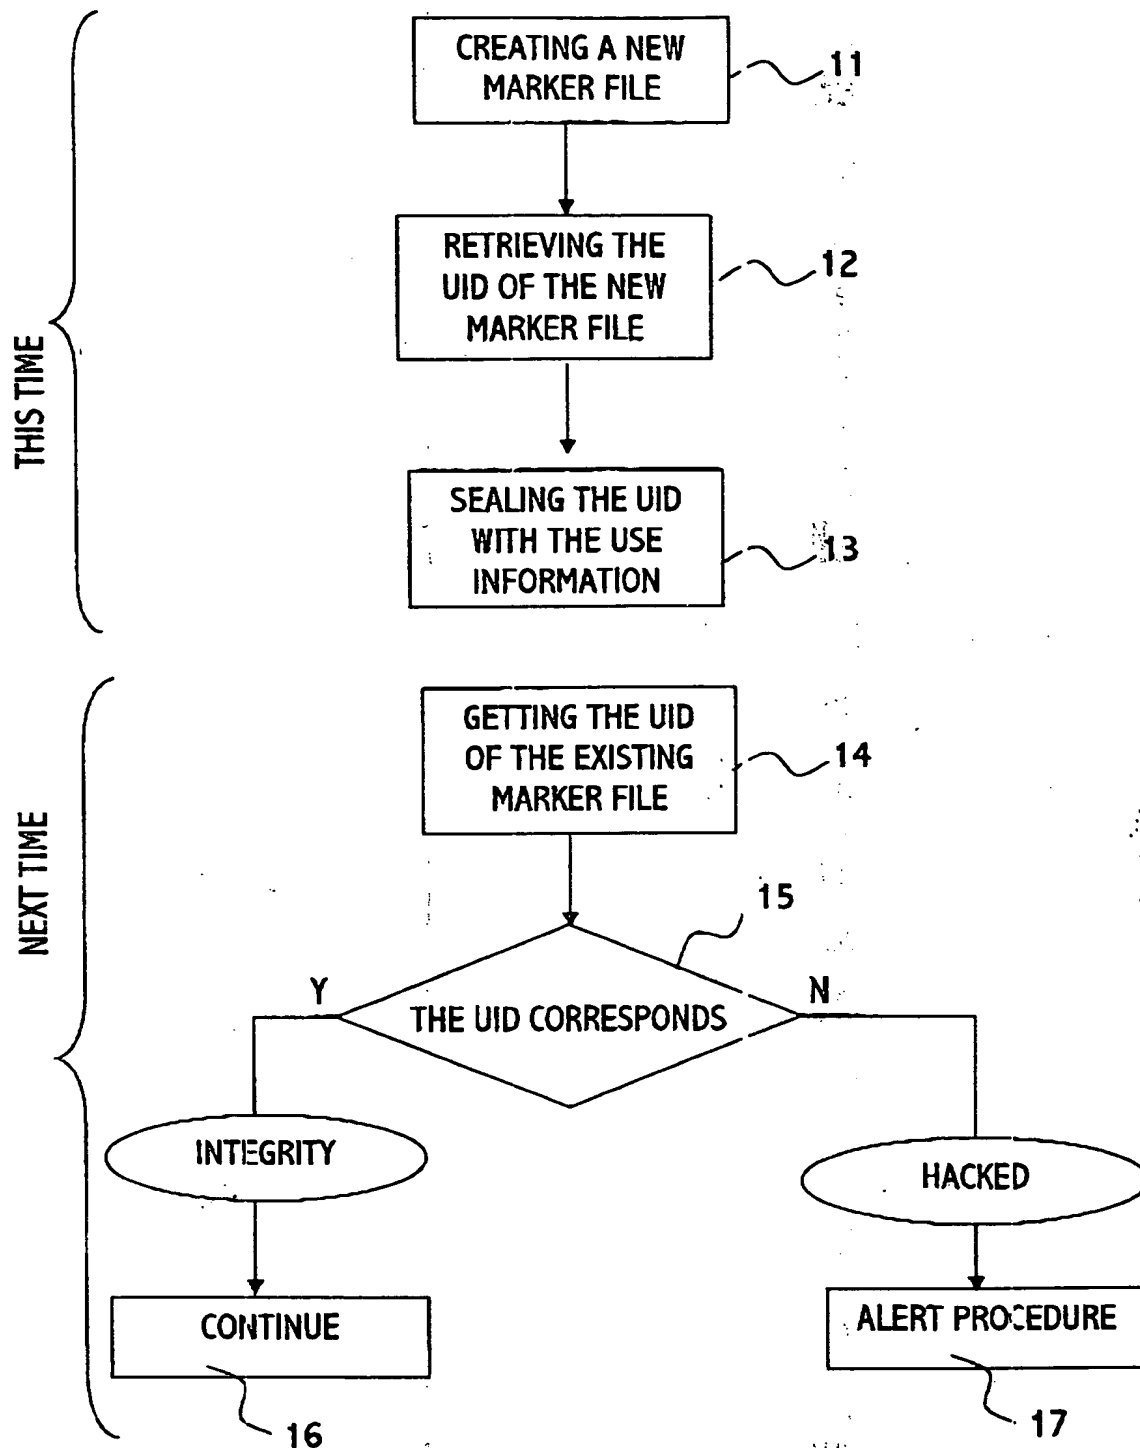 CREATING A NEW
MARKER FILE
11
RETRIEVING THE
UID OF THE NEW
MARKER FILE
12
THIS TIME
SEALING THE UID
WITH THE USE
INFORMATION
13
GETTING THE UID
OF THE EXISTING
MARKER FILE
14
NEXT TIME
15
Y
THE UID CORRESPONDS
N
INTEGRITY
HACKED
CONTINUE
ALERT PROCEDURE
16
17